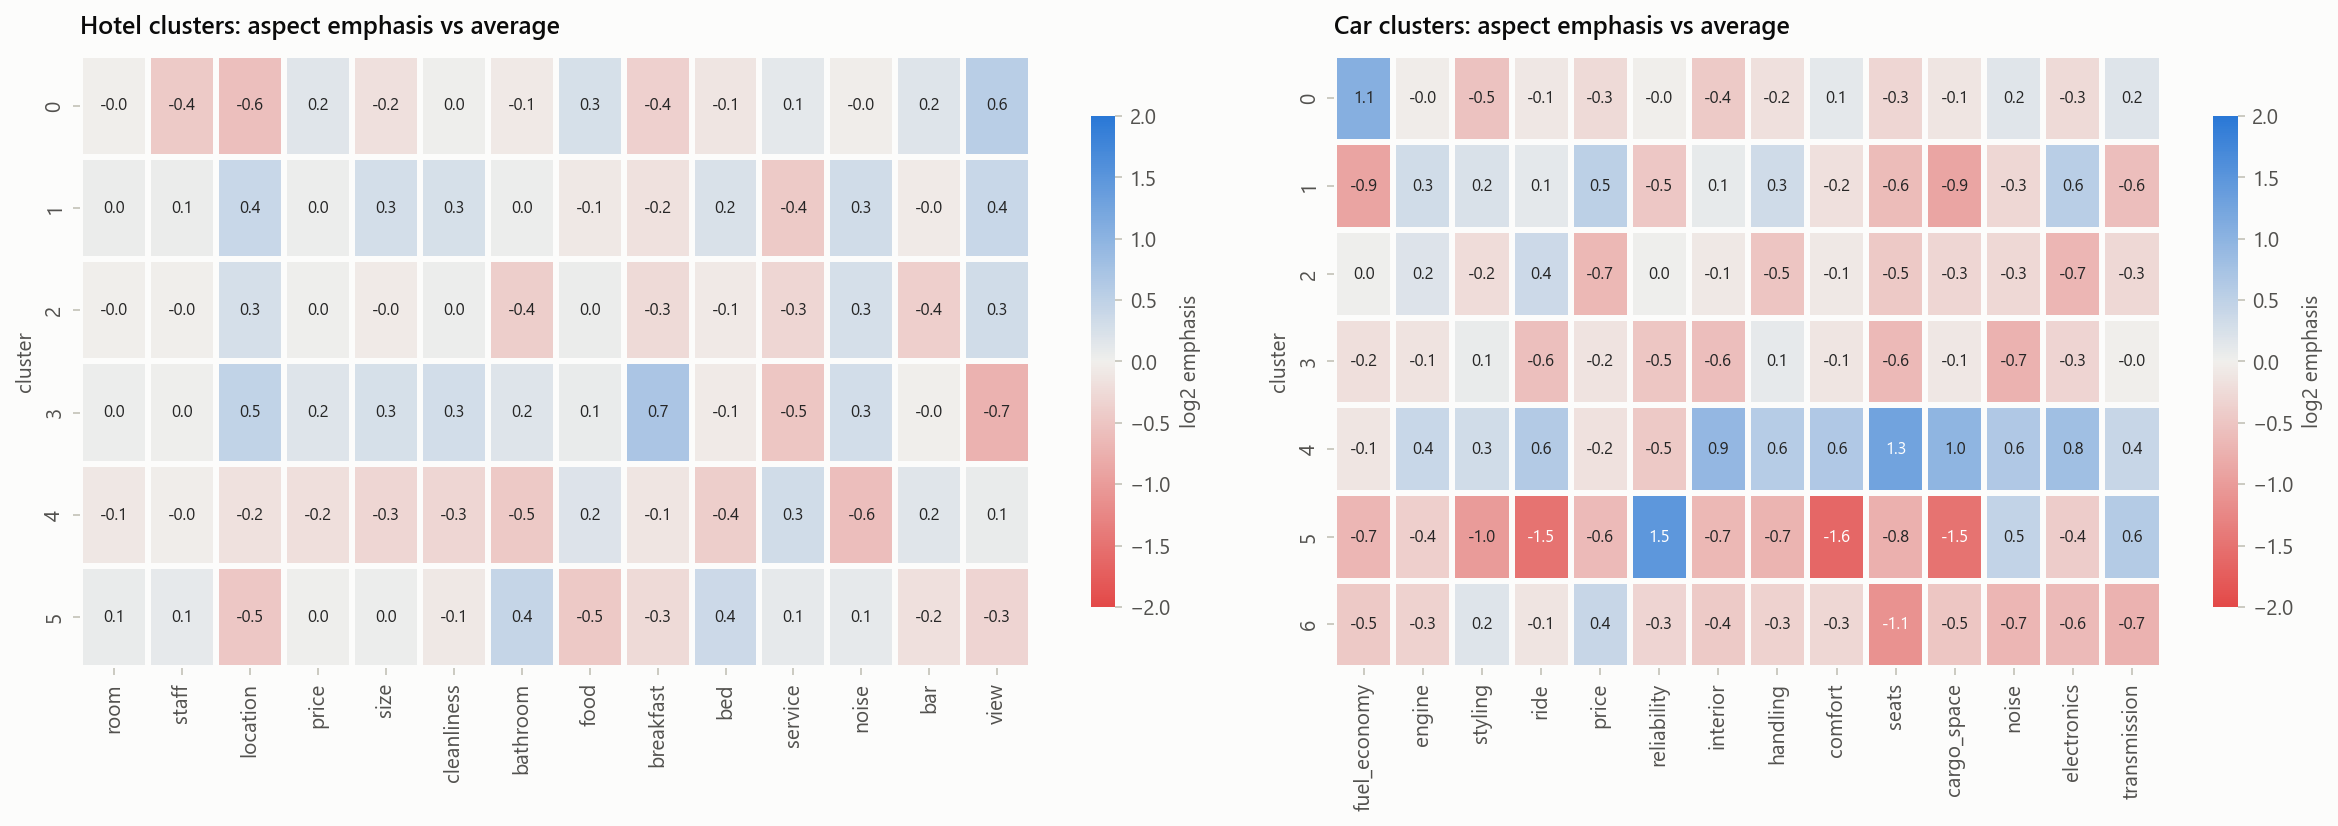 Hotel clusters: aspect emphasis vs average
cluster
0 -0.0 -0.4 -0.6 0.2 -0.2 0.0 -0.1 0.3 -0.4 -0.1 0.1 -0.0 0.2 0.6
1 0.0 0.1 0.4 0.0 0.3 0.3 0.0 -0.1 -0.2 0.2 -0.4 0.3 -0.0 0.4
2 -0.0 -0.0 0.3 0.0 -0.0 0.0 -0.4 0.0 -0.3 -0.1 -0.3 0.3 -0.4 0.3
3 0.0 0.0 0.5 0.2 0.3 0.3 0.2 0.1 0.7 -0.1 -0.5 0.3 -0.0 -0.7
4 -0.1 -0.0 -0.2 -0.2 -0.3 -0.3 -0.5 0.2 -0.1 -0.4 0.3 -0.6 0.2 0.1
5 0.1 0.1 -0.5 0.0 0.0 -0.1 0.4 -0.5 -0.3 0.4 0.1 0.1 -0.2 -0.3
room staff location price size cleanliness bathroom food breakfast bed service noise bar view
2.0
1.5
1.0
0.5
0.0
−0.5
−1.0
−1.5
−2.0
log2 emphasis
Car clusters: aspect emphasis vs average
cluster
0 1.1 -0.0 -0.5 -0.1 -0.3 -0.0 -0.4 -0.2 0.1 -0.3 -0.1 0.2 -0.3 0.2
1 -0.9 0.3 0.2 0.1 0.5 -0.5 0.1 0.3 -0.2 -0.6 -0.9 -0.3 0.6 -0.6
2 0.0 0.2 -0.2 0.4 -0.7 0.0 -0.1 -0.5 -0.1 -0.5 -0.3 -0.3 -0.7 -0.3
3 -0.2 -0.1 0.1 -0.6 -0.2 -0.5 -0.6 0.1 -0.1 -0.6 -0.1 -0.7 -0.3 -0.0
4 -0.1 0.4 0.3 0.6 -0.2 -0.5 0.9 0.6 0.6 1.3 1.0 0.6 0.8 0.4
5 -0.7 -0.4 -1.0 -1.5 -0.6 1.5 -0.7 -0.7 -1.6 -0.8 -1.5 0.5 -0.4 0.6
6 -0.5 -0.3 0.2 -0.1 0.4 -0.3 -0.4 -0.3 -0.3 -1.1 -0.5 -0.7 -0.6 -0.7
fuel_economy engine styling ride price reliability interior handling comfort seats cargo_space noise electronics transmission
2.0
1.5
1.0
0.5
0.0
−0.5
−1.0
−1.5
−2.0
log2 emphasis